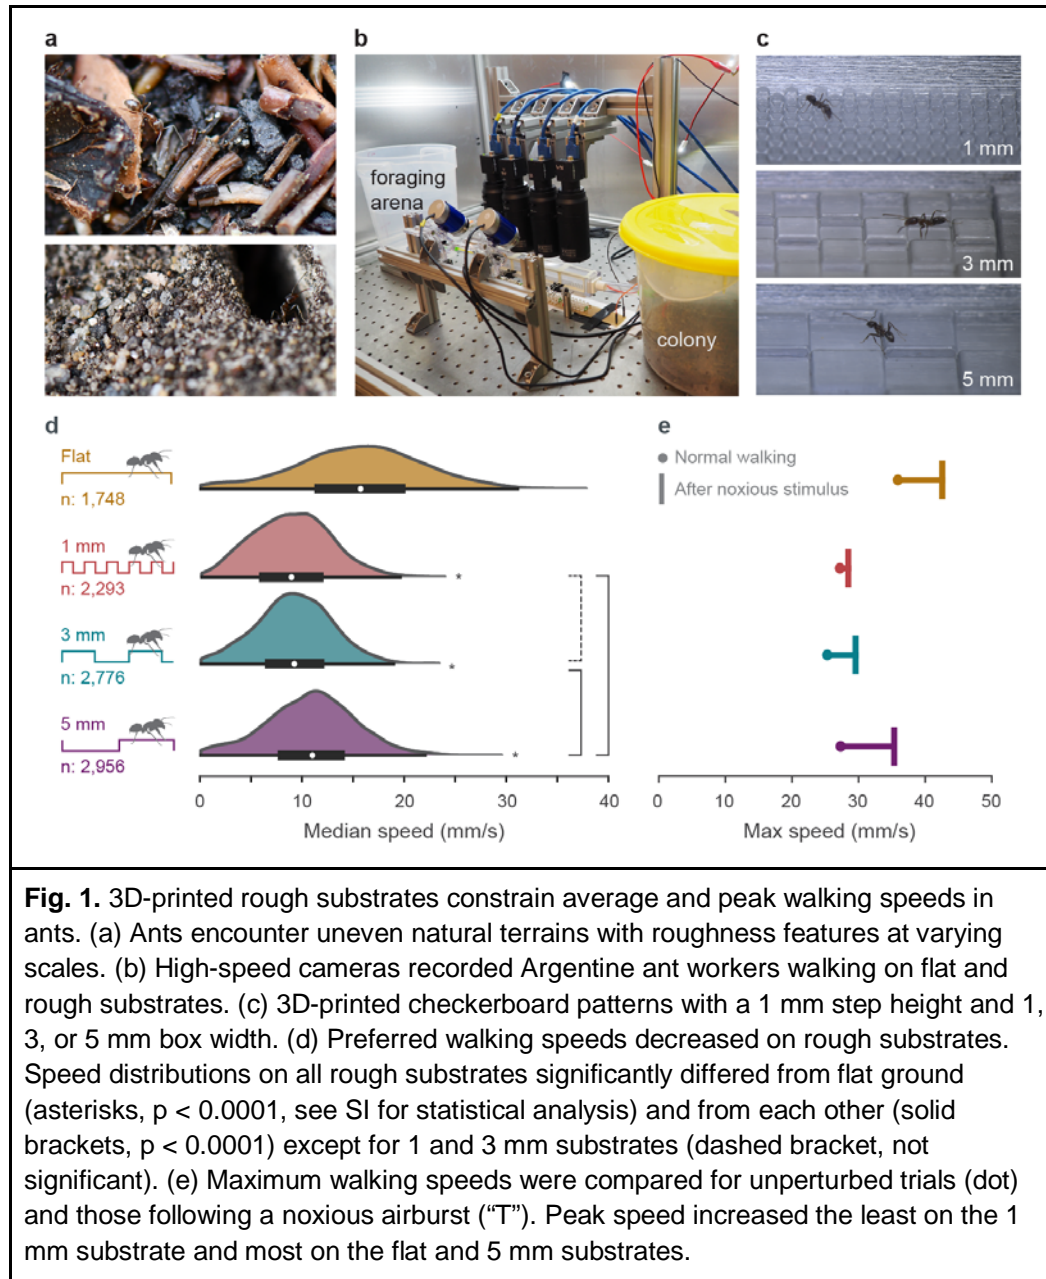 a
b
c
foraging
arena
colony
1 mm
3 mm
5 mm
d
Flat
n: 1,748
1 mm
n: 2,293
*
3 mm
n: 2,776
*
5 mm
n: 2,956
*
0 10 20 30 40
Median speed (mm/s)
e
Normal walking
After noxious stimulus
0 10 20 30 40 50
Max speed (mm/s)
Fig. 1. 3D-printed rough substrates constrain average and peak walking speeds in
ants. (a) Ants encounter uneven natural terrains with roughness features at varying
scales. (b) High-speed cameras recorded Argentine ant workers walking on flat and
rough substrates. (c) 3D-printed checkerboard patterns with a 1 mm step height and 1,
3, or 5 mm box width. (d) Preferred walking speeds decreased on rough substrates.
Speed distributions on all rough substrates significantly differed from flat ground
(asterisks, p < 0.0001, see SI for statistical analysis) and from each other (solid
brackets, p < 0.0001) except for 1 and 3 mm substrates (dashed bracket, not
significant). (e) Maximum walking speeds were compared for unperturbed trials (dot)
and those following a noxious airburst (“T”). Peak speed increased the least on the 1
mm substrate and most on the flat and 5 mm substrates.